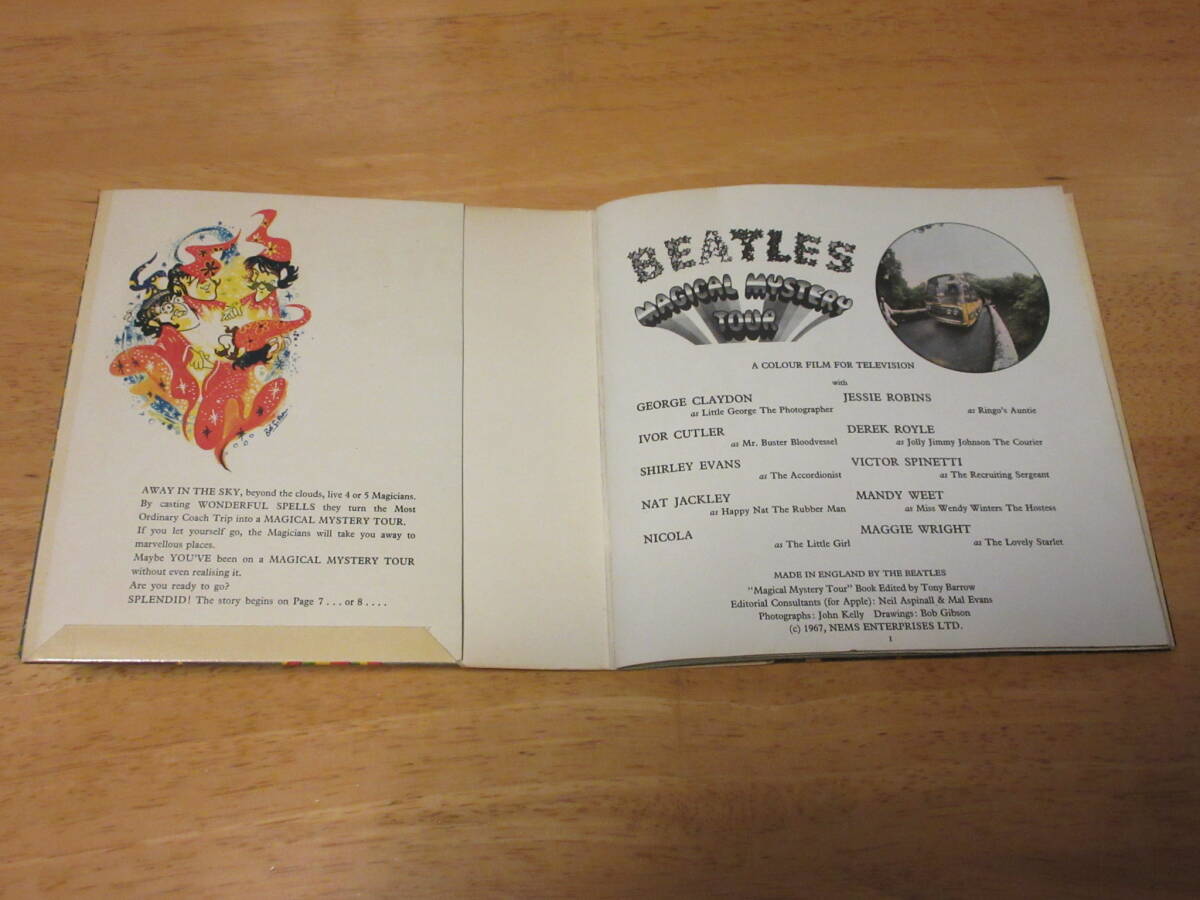 AWAY IN THE SKY, beyond the clouds, live 4 or 5 Magicians.
By casting WONDERFUL SPELLS they turn the Most
Ordinary Coach Trip into a MAGICAL MYSTERY TOUR.
If you let yourself go, the Magicians will take you away to
marvellous places.
Maybe YOU'VE been on a MAGICAL MYSTERY TOUR
without even realising it.
Are you ready to go?
SPLENDID! The story begins on Page 7 . . . or 8 . . . .
BEATLES
MAGICAL MYSTERY
TOUR
A COLOUR FILM FOR TELEVISION
with
GEORGE CLAYDON
as Little George The Photographer
JESSIE ROBINS
as Ringo's Auntie
IVOR CUTLER
as Mr. Buster Bloodvessel
DEREK ROYLE
as Jolly Jimmy Johnson The Courier
SHIRLEY EVANS
as The Accordionist
VICTOR SPINETTI
as The Recruiting Sergeant
NAT JACKLEY
as Happy Nat The Rubber Man
MANDY WEET
as Miss Wendy Winters The Hostess
NICOLA
as The Little Girl
MAGGIE WRIGHT
as The Lovely Starlet
MADE IN ENGLAND BY THE BEATLES
"Magical Mystery Tour" Book Edited by Tony Barrow
Editorial Consultants (for Apple): Neil Aspinall & Mal Evans
Photographs: John Kelly Drawings: Bob Gibson
(c) 1967, NEMS ENTERPRISES LTD.
1